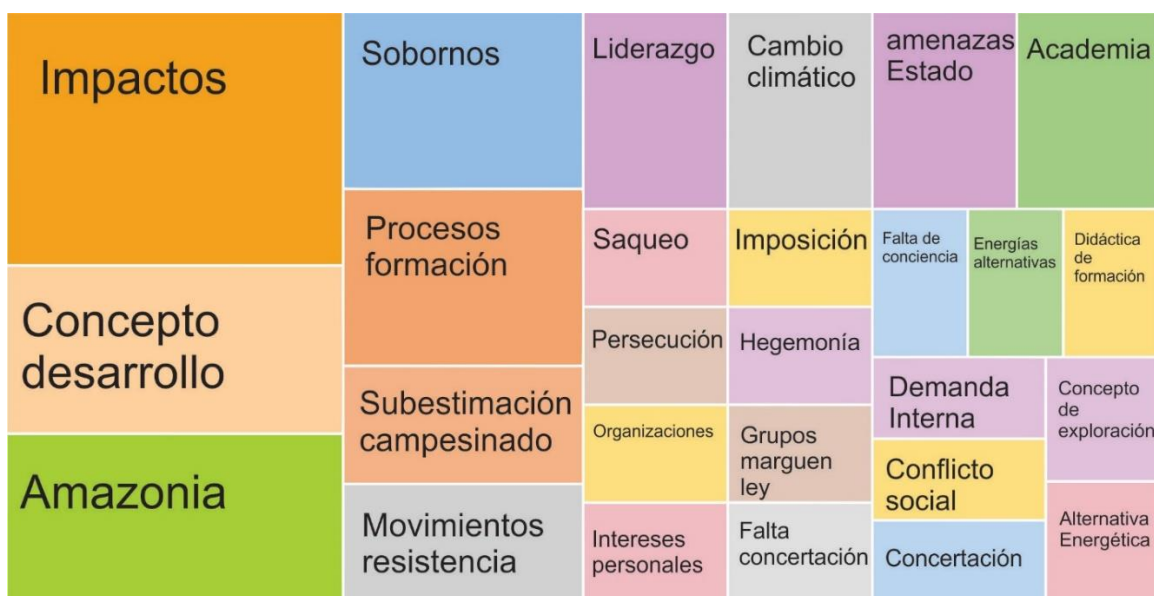 Impactos
Concepto
desarrollo
Amazonia
Sobornos
Procesos
formación
Subestimación
campesinado
Movimientos
resistencia
Liderazgo
Cambio
climático
amenazas
Estado
Academia
Saqueo
Imposición
Persecución
Hegemonía
Organizaciones
Grupos
marguen
ley
Intereses
personales
Falta
concertación
Falta de
conciencia
Energías
alternativas
Didáctica
de
formación
Demanda
Interna
Concepto
de
exploración
Conflicto
social
Concertación
Alternativa
Energética